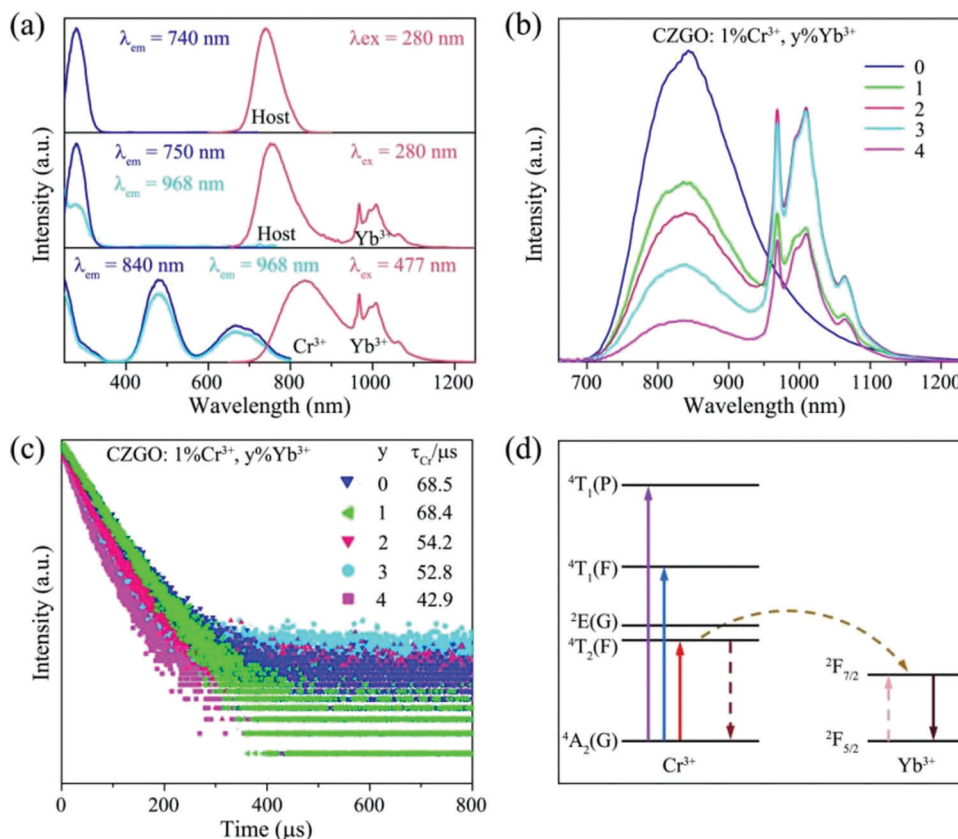 (a)
λem = 740 nm
λex = 280 nm
Host
λem = 750 nm
λex = 280 nm
λem = 968 nm
Host
Yb³⁺
λem = 840 nm
λem = 968 nm
λex = 477 nm
Cr³⁺
Yb³⁺
400 600 800 1000 1200
Wavelength (nm)
Intensity (a.u.)
(b)
CZGO: 1%Cr³⁺, y%Yb³⁺
0
1
2
3
4
700 800 900 1000 1100 1200
Wavelength (nm)
Intensity (a.u.)
(c)
CZGO: 1%Cr³⁺, y%Yb³⁺
y τCr/μs
0 68.5
1 68.4
2 54.2
3 52.8
4 42.9
0 200 400 600 800
Time (μs)
Intensity (a.u.)
(d)
⁴T₁(P)
⁴T₁(F)
²E(G)
⁴T₂(F)
²F₇/₂
⁴A₂(G)
²F₅/₂
Cr³⁺
Yb³⁺